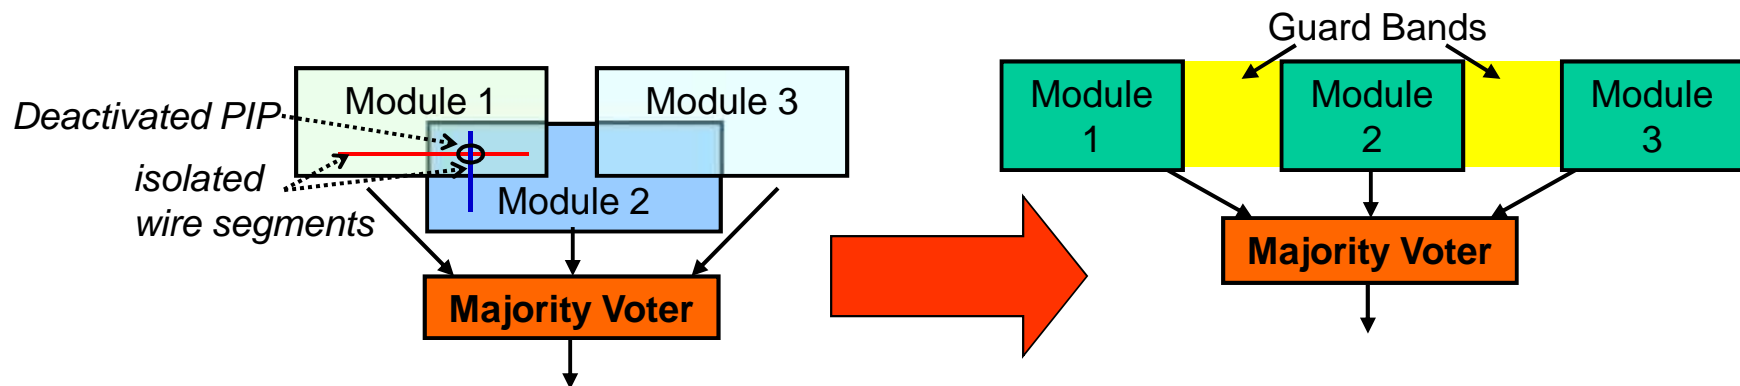 Deactivated PIP
isolated
wire segments
Module 1
Module 3
Module 2
Majority Voter
Guard Bands
Module
1
Module
2
Module
3
Majority Voter